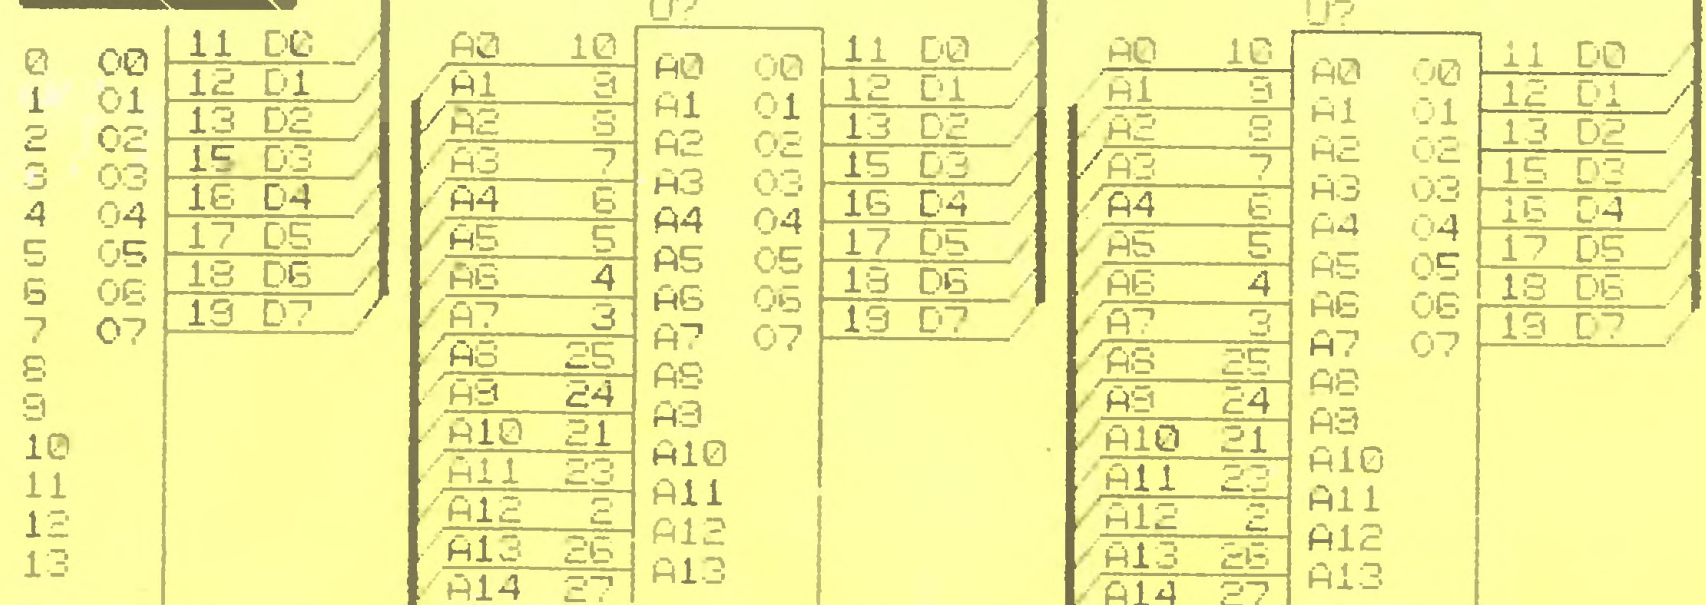 U?
U?
0 O0 11 D0
1 O1 12 D1
2 O2 13 D2
3 O3 15 D3
4 O4 16 D4
5 O5 17 D5
6 O6 18 D6
7 O7 19 D7
8
9
10
11
12
13
A0 10 A0 O0 11 D0
A1 9 A1 O1 12 D1
A2 8 A2 O2 13 D2
A3 7 A3 O3 15 D3
A4 6 A4 O4 16 D4
A5 5 A5 O5 17 D5
A6 4 A6 O6 18 D6
A7 3 A7 O7 19 D7
A8 25 A8
A9 24 A9
A10 21 A10
A11 23 A11
A12 2 A12
A13 26 A13
A14 27
A0 10 A0 O0 11 D0
A1 9 A1 O1 12 D1
A2 8 A2 O2 13 D2
A3 7 A3 O3 15 D3
A4 6 A4 O4 16 D4
A5 5 A5 O5 17 D5
A6 4 A6 O6 18 D6
A7 3 A7 O7 19 D7
A8 25 A8
A9 24 A9
A10 21 A10
A11 23 A11
A12 2 A12
A13 26 A13
A14 27